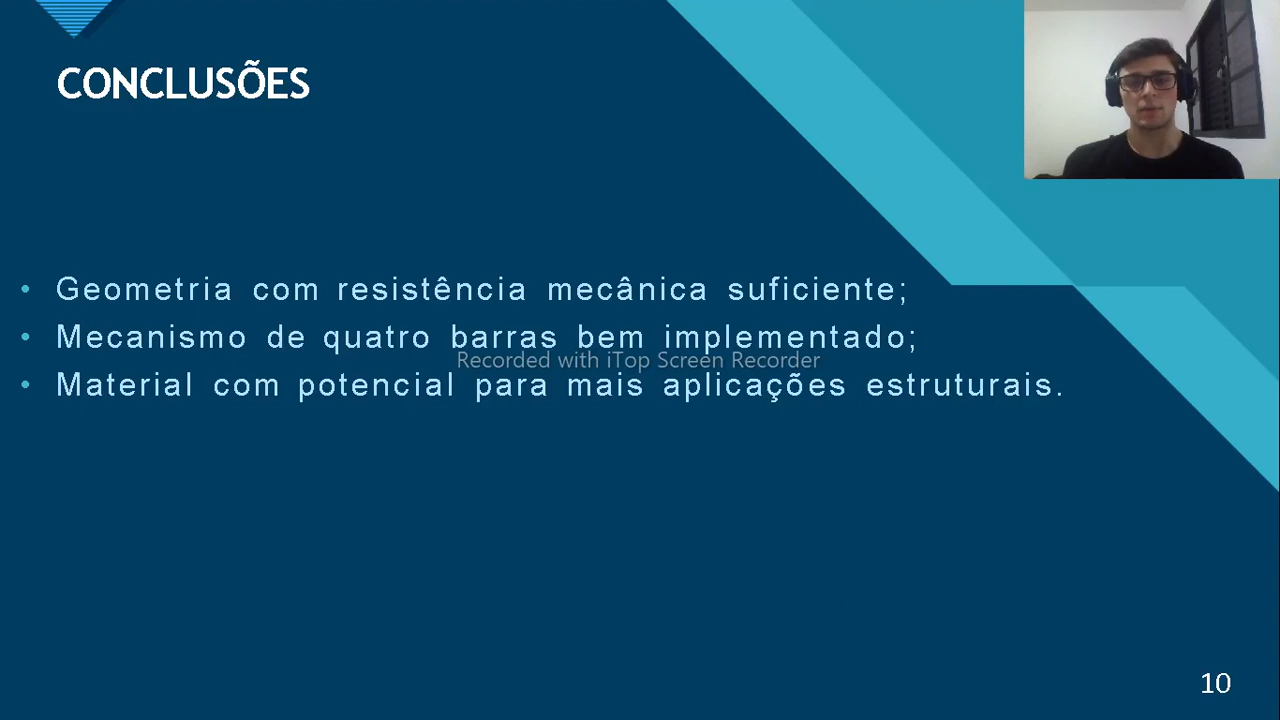 CONCLUSÕES
• Geometria com resistência mecânica suficiente;
• Mecanismo de quatro barras bem implementado;
Recorded with iTop Screen Recorder
• Material com potencial para mais aplicações estruturais.
10